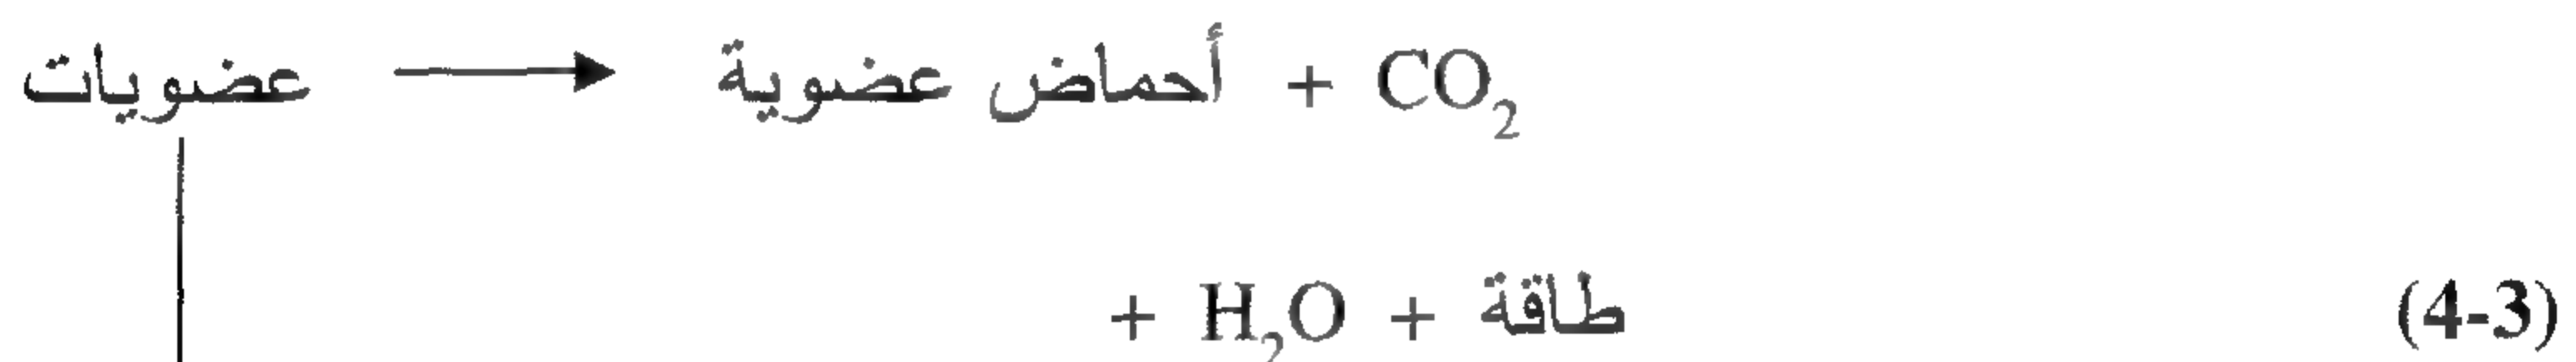 عضويات → أحماض عضوية + CO₂
+ H₂O + طاقة (4-3)